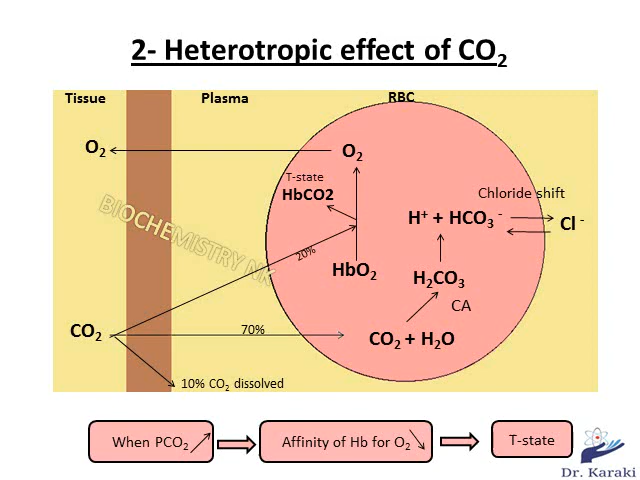 2- Heterotropic effect of CO₂
Tissue
Plasma
RBC
O₂
O₂
T-state
HbCO2
Chloride shift
H⁺ + HCO₃⁻
Cl⁻
BIOCHEMISTRY NK
20%
HbO₂
H₂CO₃
CA
CO₂
70%
CO₂ + H₂O
10% CO₂ dissolved
When PCO₂
Affinity of Hb for O₂
T-state
Dr. Karaki